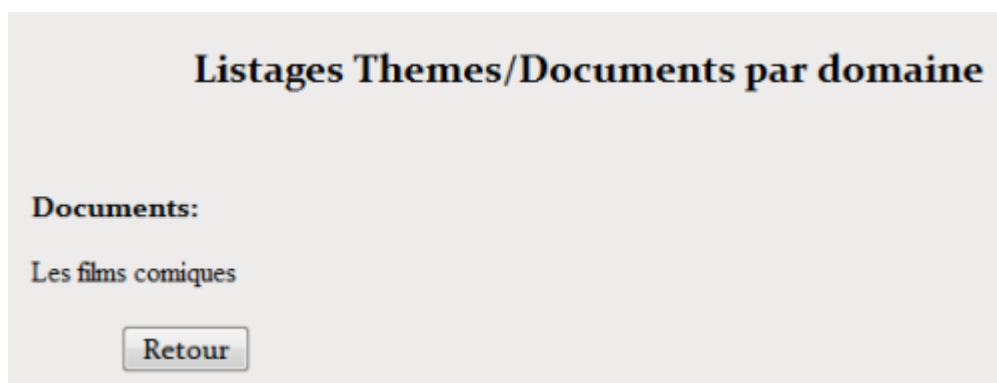 Listages Themes/Documents par domaine
Documents:
Les films comiques
Retour